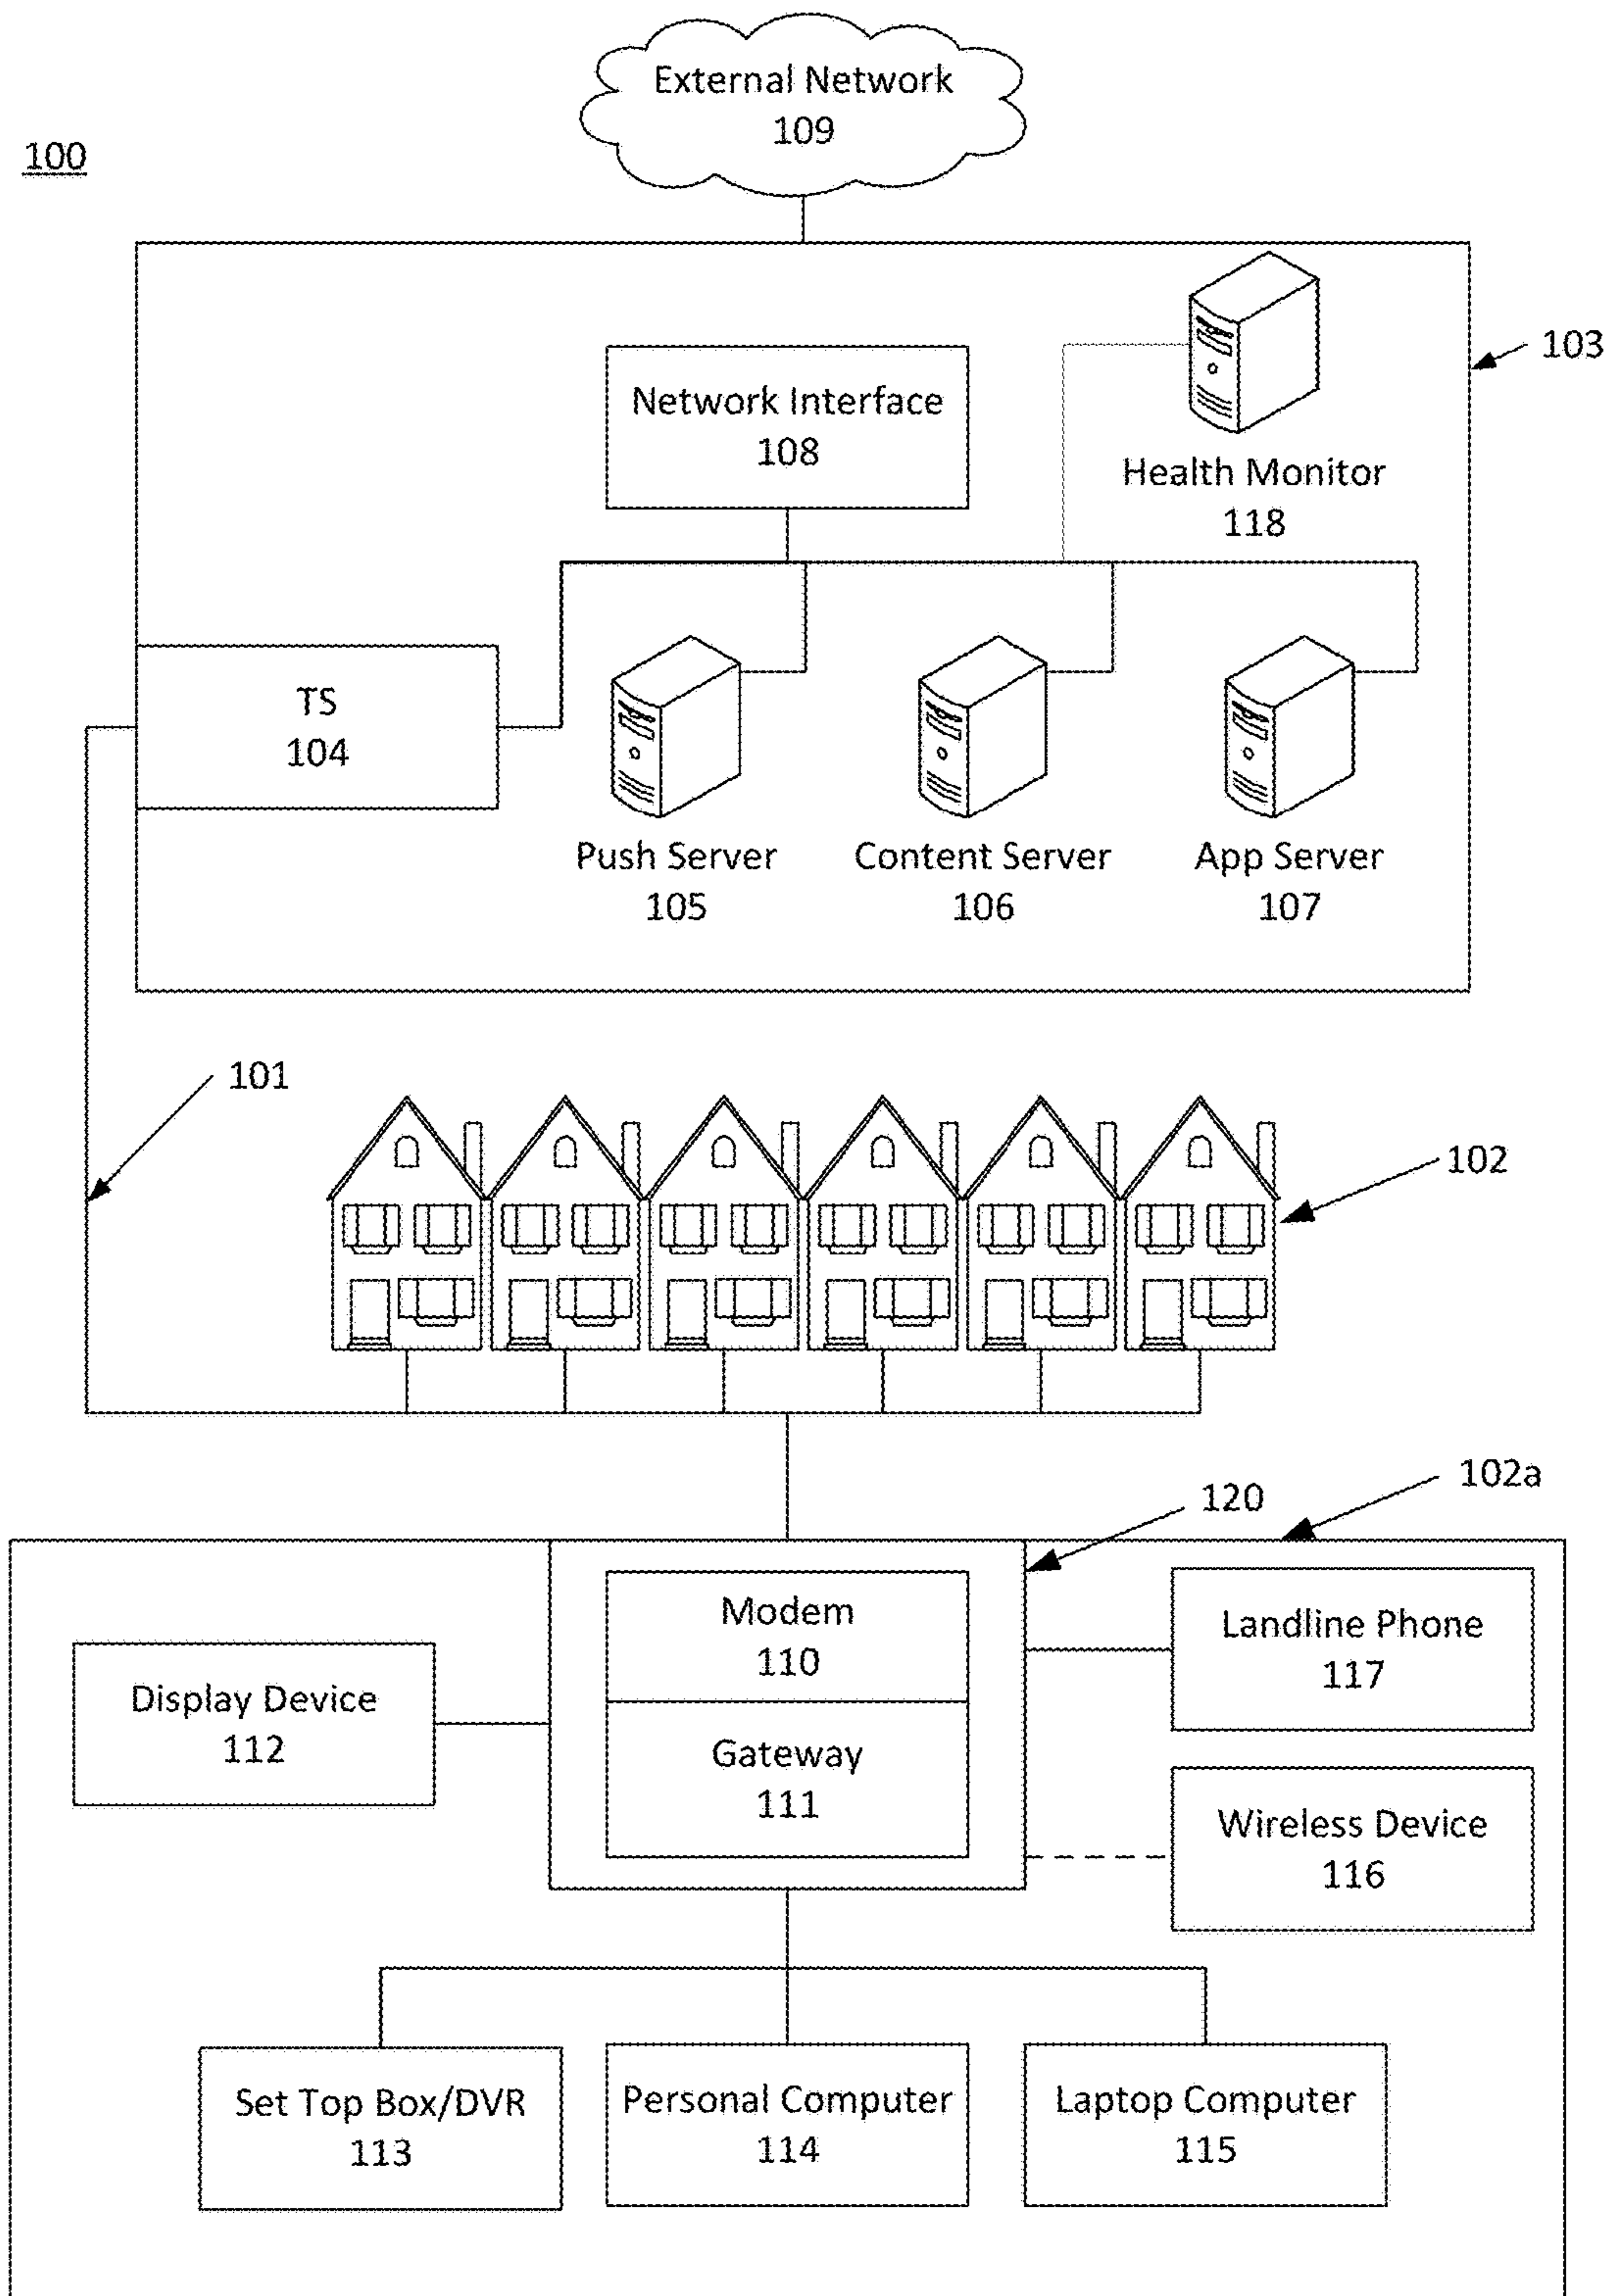 External Network
109
100
103
Network Interface
108
Health Monitor
118
TS
104
Push Server
105
Content Server
106
App Server
107
101
102
102a
120
Modem
110
Landline Phone
117
Display Device
112
Gateway
111
Wireless Device
116
Set Top Box/DVR
113
Personal Computer
114
Laptop Computer
115